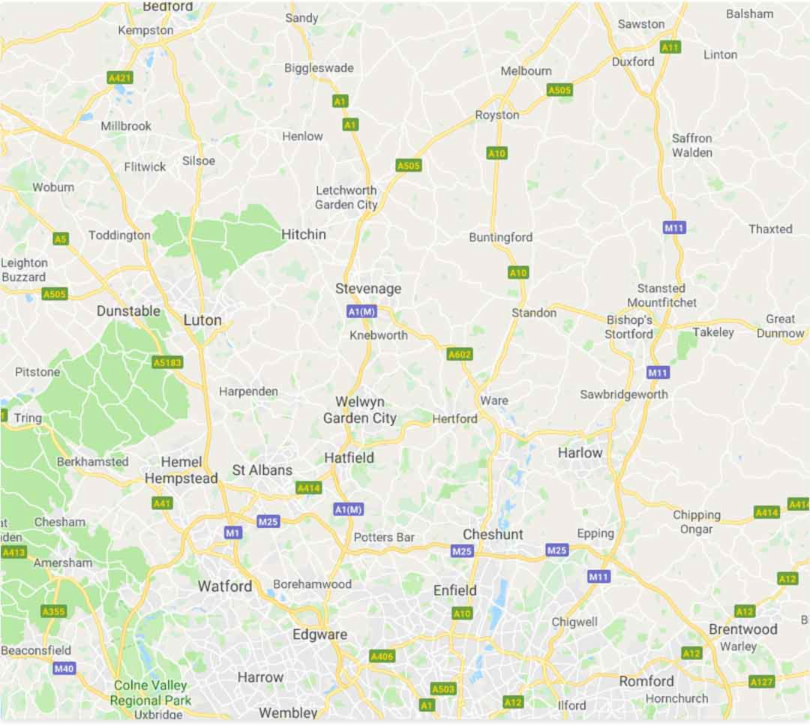 Bedford
Sandy
Balsham
Kempston
Sawston
A11
Linton
Duxford
Biggleswade
Melbourn
A421
A505
A1
Royston
A1
Millbrook
Henlow
Saffron
Walden
A10
Flitwick
Silsoe
A505
Woburn
Letchworth
Garden City
M11
Thaxted
A5
Toddington
Hitchin
Buntingford
Leighton
Buzzard
A10
A505
Stevenage
Stansted
Mountfitchet
Dunstable
A1(M)
Standon
Luton
Bishop's
Stortford
Takeley
Great
Dunmow
Knebworth
A5183
A602
Pitstone
M11
Harpenden
Sawbridgeworth
Ware
Welwyn
Garden City
Tring
Hertford
Harlow
Berkhamsted
Hemel
Hempstead
St Albans
Hatfield
A414
A41
A414
A414
Chesham
A1(M)
M25
Chipping
Ongar
M1
Potters Bar
Cheshunt
Epping
A413
M25
M25
Amersham
M11
A12
Watford
Borehamwood
Enfield
A355
A10
A12
Chigwell
Edgware
Brentwood
Warley
Beaconsfield
A406
A12
M40
Harrow
Romford
A127
Colne Valley
Regional Park
A503
Hornchurch
A1
A12
Ilford
Uxbridge
Wembley